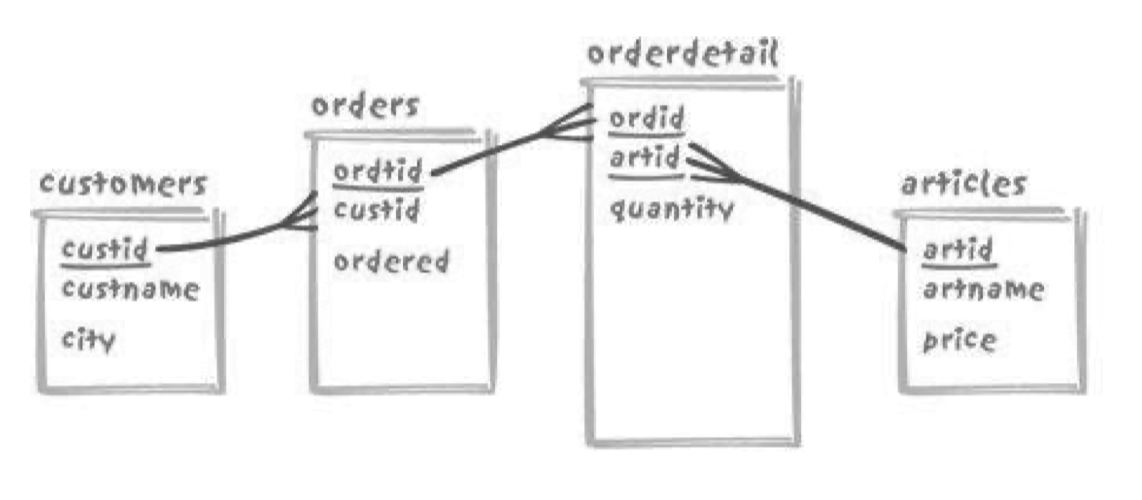 customers
custid
custname
city
orders
ordtid
custid
ordered
orderdetail
ordid
artid
quantity
articles
artid
artname
price